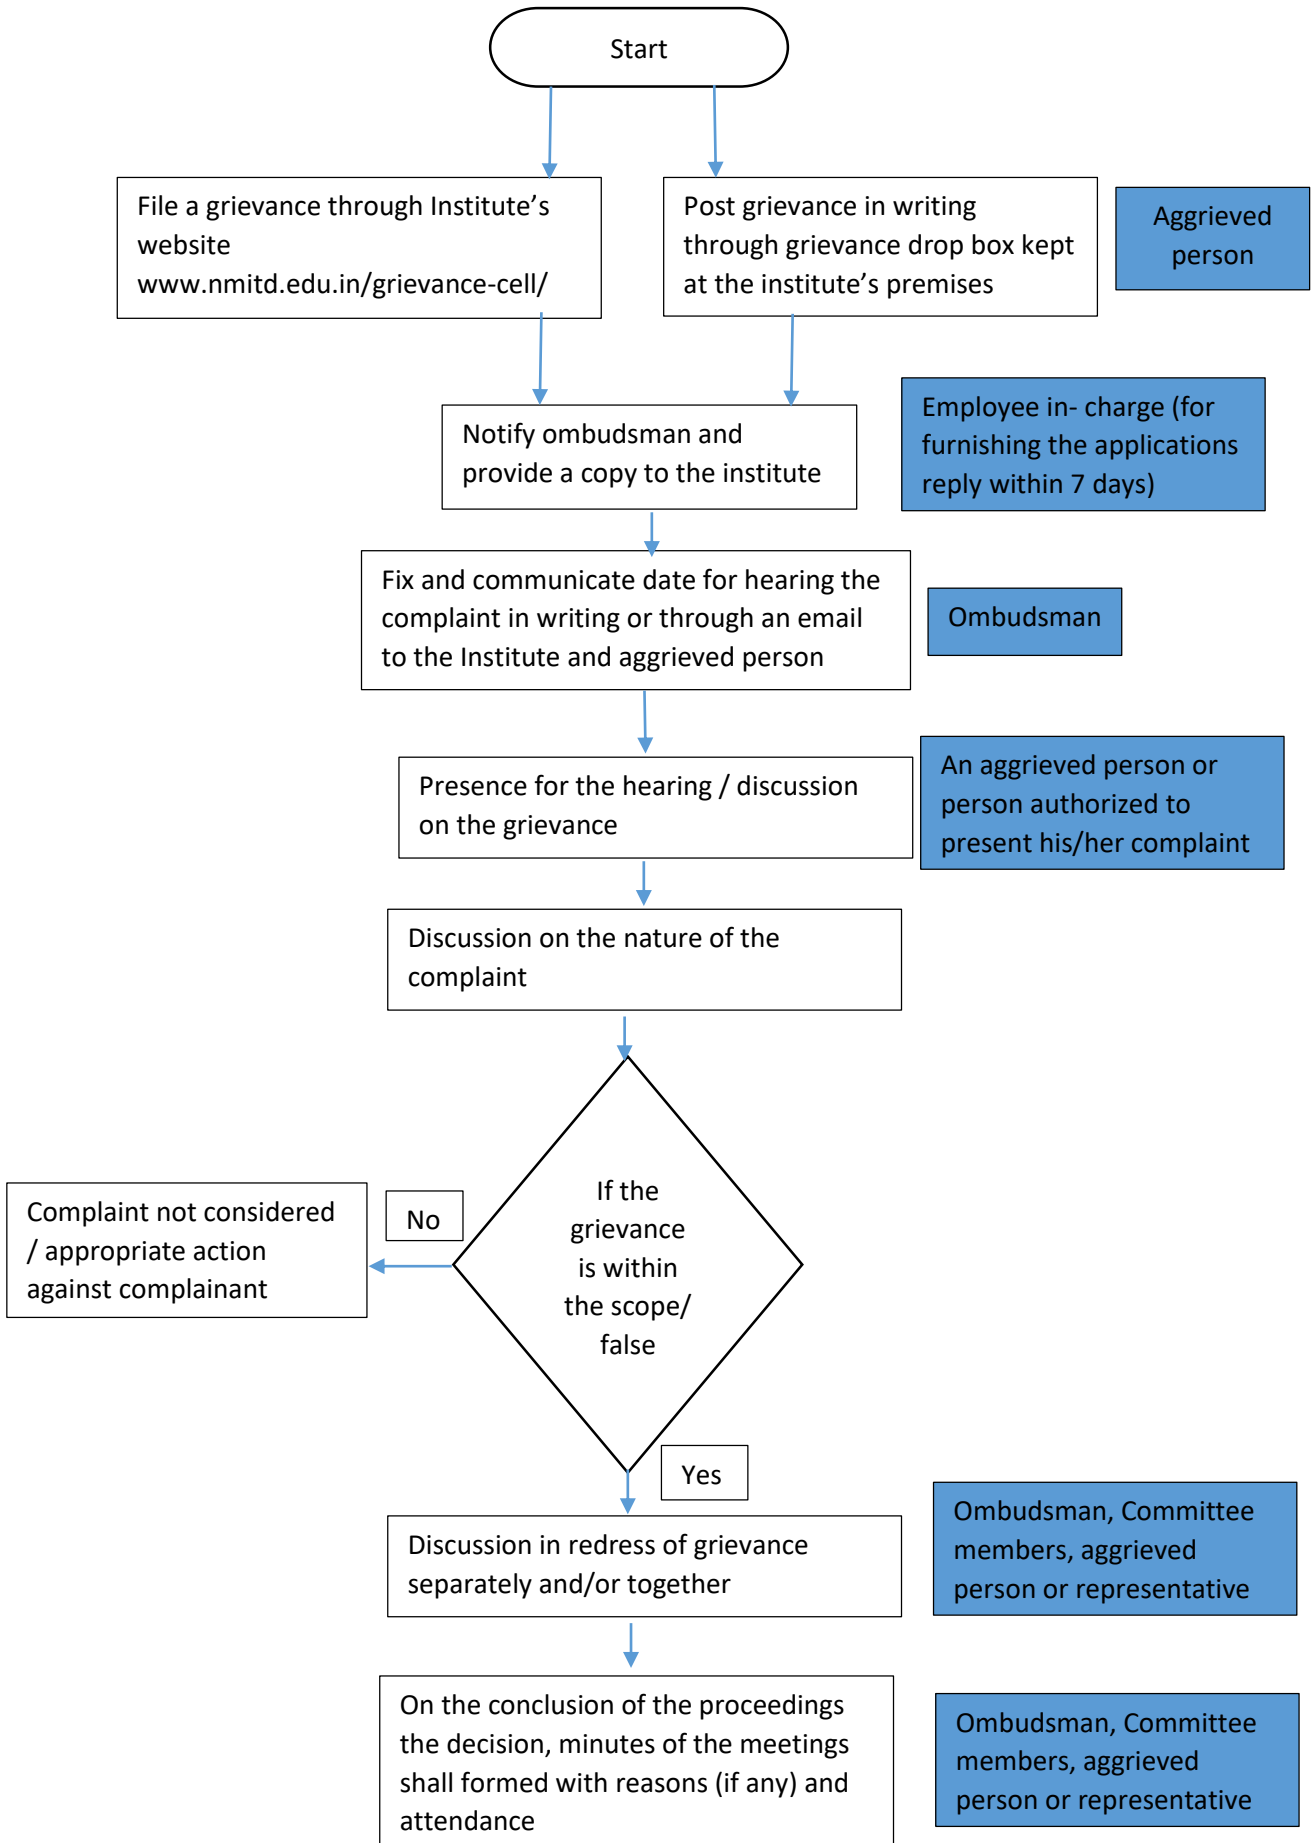 Start
File a grievance through Institute’s
website
www.nmitd.edu.in/grievance-cell/
Post grievance in writing
through grievance drop box kept
at the institute’s premises
Aggrieved
person
Notify ombudsman and
provide a copy to the institute
Employee in- charge (for
furnishing the applications
reply within 7 days)
Fix and communicate date for hearing the
complaint in writing or through an email
to the Institute and aggrieved person
Ombudsman
Presence for the hearing / discussion
on the grievance
An aggrieved person or
person authorized to
present his/her complaint
Discussion on the nature of the
complaint
If the
grievance
is within
the scope/
false
No
Complaint not considered
/ appropriate action
against complainant
Yes
Discussion in redress of grievance
separately and/or together
Ombudsman, Committee
members, aggrieved
person or representative
On the conclusion of the proceedings
the decision, minutes of the meetings
shall formed with reasons (if any) and
attendance
Ombudsman, Committee
members, aggrieved
person or representative